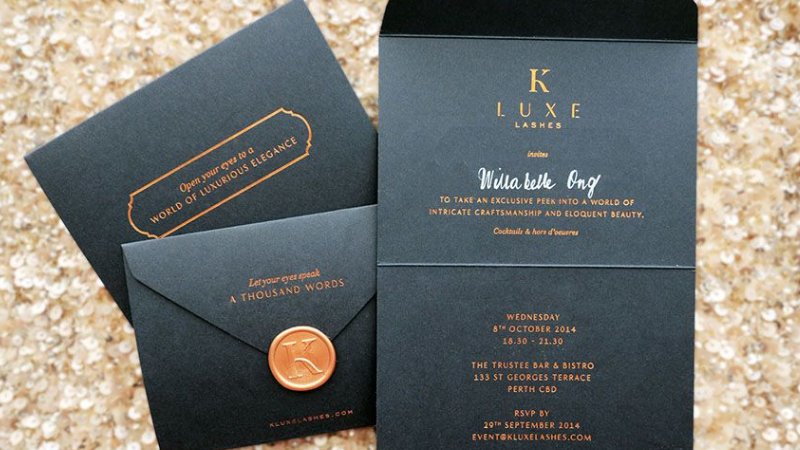 Open your eyes to a
WORLD OF LUXURIOUS ELEGANCE
Let your eyes speak
A THOUSAND WORDS
K
KLUXELASHES.COM
K
LUXE
LASHES
invites
Willabelle Ong
TO TAKE AN EXCLUSIVE PEEK INTO A WORLD OF
INTRICATE CRAFTSMANSHIP AND ELOQUENT BEAUTY.
Cocktails & hors d'oeuvres
WEDNESDAY
8TH OCTOBER 2014
18.30 - 21.30
THE TRUSTEE BAR & BISTRO
133 ST GEORGES TERRACE
PERTH CBD
RSVP BY
29TH SEPTEMBER 2014
EVENT@KLUXELASHES.COM